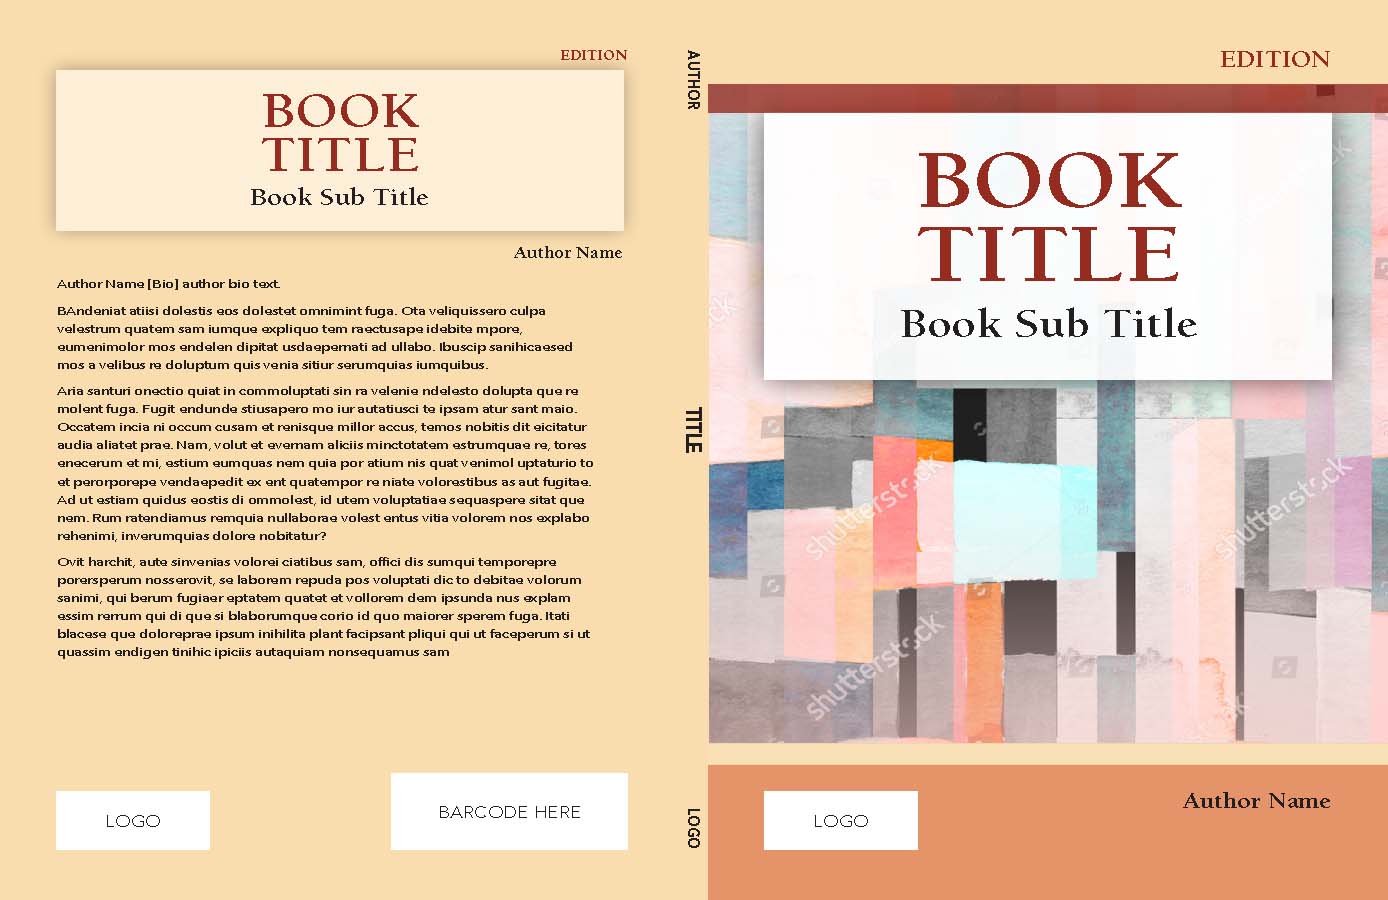 EDITION
BOOK
TITLE
Book Sub Title
Author Name
Author Name [Bio] author bio text.
BAndeniat atiisi dolestis eos dolestet omnimint fuga. Ota veliquissero culpa
velestrum quatem sam iumque expliquo tem raectusape idebite mpore,
eumenimolor mos endelen dipitat usdaepernati ad ullabo. Ibuscip sanihicaesed
mos a velibus re doluptum quis venia sitiur serumquias iumquibus.
Aria santuri onectio quiat in commoluptati sin ra velenie ndelesto dolupta que re
molent fuga. Fugit endunde stiusapero mo iur autatiusci te ipsam atur sant maio.
Occatem incia ni occum cusam et renisque millor accus, temos nobitis dit eicitatur
audia aliatet prae. Nam, volut et evernam aliciis minctotatem estrumquae re, tores
enecerum et mi, estium eumquas nem quia por atium nis quat venimol uptaturio to
et perorporepe vendaepedit ex ent quatempor re niate volorestibus as aut fugitae.
Ad ut estiam quidus eostis di ommolest, id utem voluptatiae sequaspere sitat que
nem. Rum ratendiamus remquia nullaborae volest entus vitia volorem nos explabo
rehenimi, inverumquias dolore nobitatur?
Ovit harchit, aute sinvenias volorei ciatibus sam, offici dis sumqui temporepre
porersperum nosserovit, se laborem repuda pos voluptati dic to debitae volorum
sanimi, qui berum fugiaer eptatem quatet et vollorem dem ipsunda nus explam
essim rerrum qui di que si blaborumque corio id quo maiorer sperem fuga. Itati
blacese que doloreprae ipsum inihilita plant facipsant pliqui qui ut faceperum si ut
quassim endigen tinihic ipiciis autaquiam nonsequamus sam
LOGO
BARCODE HERE
AUTHOR
TITLE
LOGO
EDITION
BOOK
TITLE
Book Sub Title
shutterstock
shutterstock
shutterstock
LOGO
Author Name